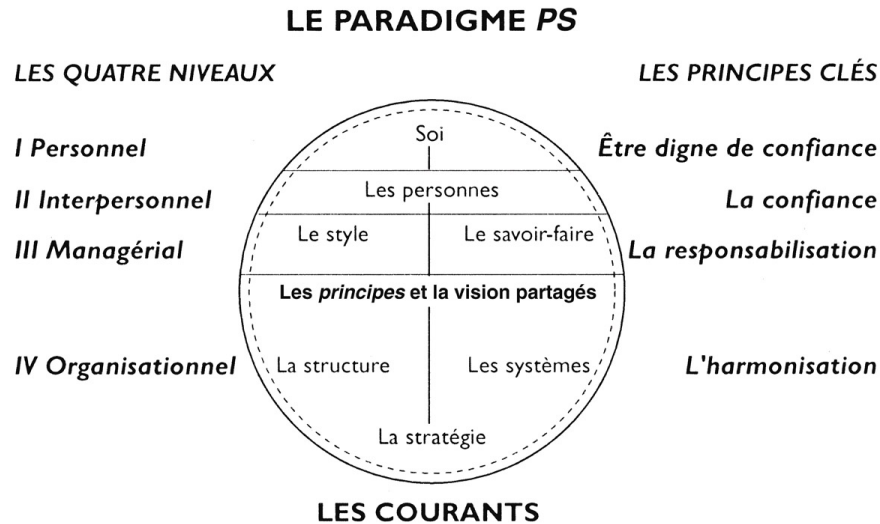 LE PARADIGME PS
LES QUATRE NIVEAUX
LES PRINCIPES CLÉS
I Personnel
Soi
Être digne de confiance
II Interpersonnel
Les personnes
La confiance
III Managérial
Le style
Le savoir-faire
La responsabilisation
Les principes et la vision partagés
IV Organisationnel
La structure
Les systèmes
L'harmonisation
La stratégie
LES COURANTS